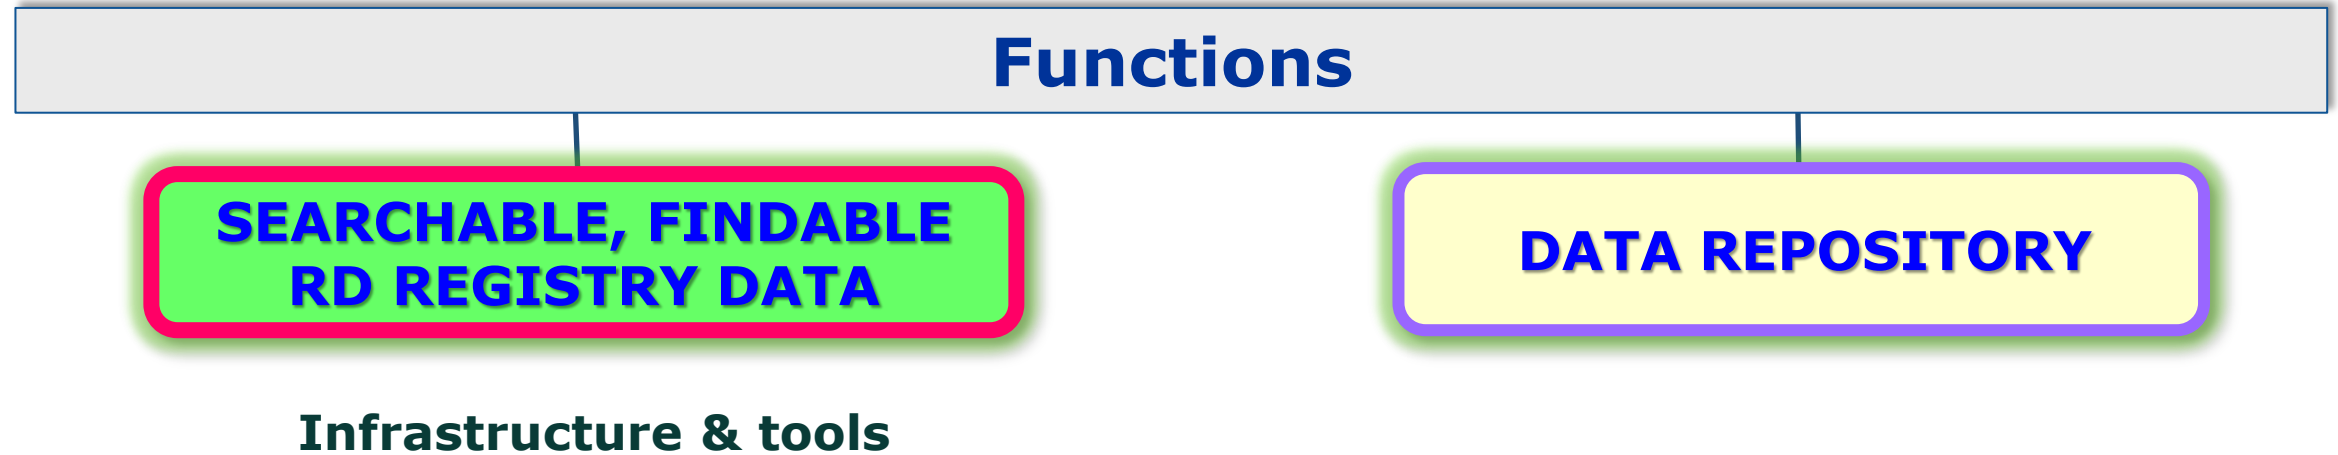 Functions
SEARCHABLE, FINDABLE
RD REGISTRY DATA
DATA REPOSITORY
Infrastructure & tools